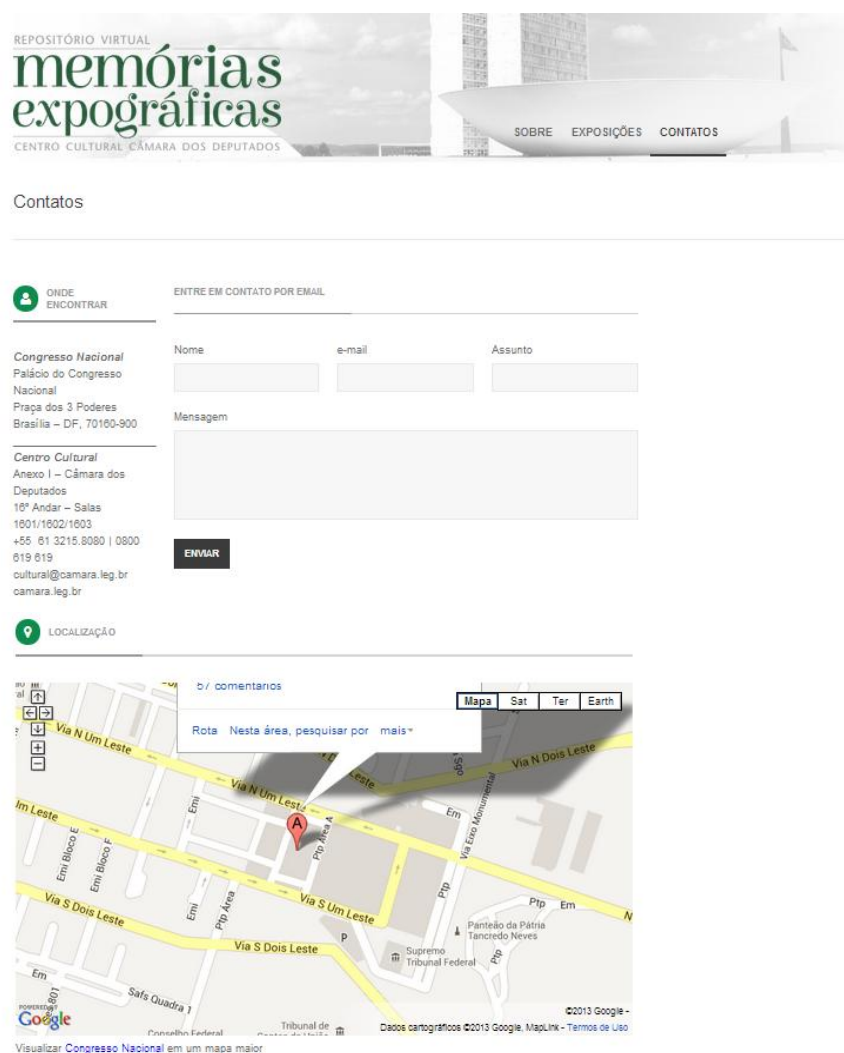 REPOSITÓRIO VIRTUAL
memórias
expográficas
CENTRO CULTURAL CÂMARA DOS DEPUTADOS
SOBRE EXPOSIÇÕES CONTATOS
Contatos
ONDE
ENCONTRAR
Congresso Nacional
Palácio do Congresso
Nacional
Praça dos 3 Poderes
Brasília – DF, 70160-900
Centro Cultural
Anexo I – Câmara dos
Deputados
16º Andar – Salas
1601/1602/1603
+55 61 3215.8080 | 0800
619 619
cultural@camara.leg.br
camara.leg.br
ENTRE EM CONTATO POR EMAIL
Nome e-mail Assunto
Mensagem
ENVIAR
LOCALIZAÇÃO
57 comentários
Rota Nesta área, pesquisar por mais
Mapa Sat Ter Earth
Via N Um Leste
Via N Dois Leste
Via N Um Leste
m Leste
Emi
Ptp Área A
Em
Via Eixo Monumental
Emi Bloco E
Emi Bloco F
Via S Dois Leste
Emi
Ptp Área
Via S Um Leste
Ptp
Ptp Em
N
P
Panteão da Pátria
Tancredo Neves
Via S Dois Leste
Supremo
Tribunal Federal
Ptp
Em
Safs Quadra 1
A
POWERED BY
Google
Conselho Federal
Tribunal de
Contas da União
©2013 Google -
Dados cartográficos ©2013 Google, MapLink - Termos de Uso
Visualizar Congresso Nacional em um mapa maior